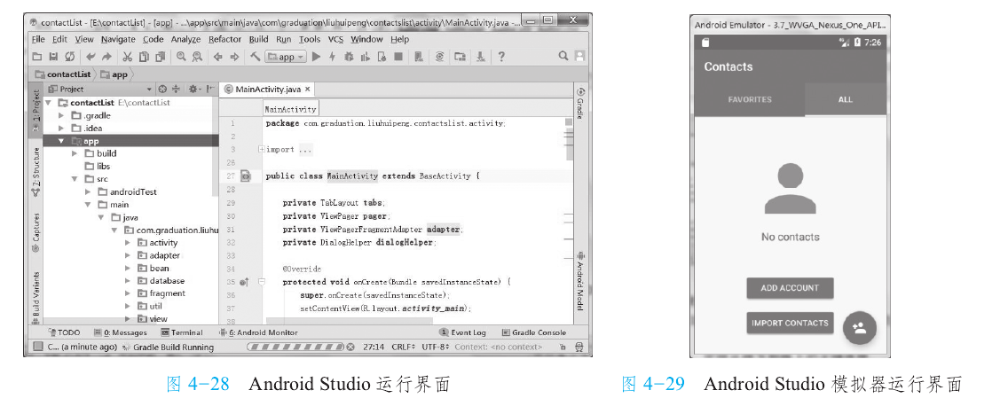 contactList - [E:\contactList] - [app] - ...\app\src\main\java\com\graduation\liuhuipeng\contactslist\activity\MainActivity.java -...
File Edit View Navigate Code Analyze Refactor Build Run Tools VCS Window Help
app
contactList app
Project
MainActivity.java ×
1: Project
Z: Structure
Captures
Build Variants
contactList E:\contactList
.gradle
.idea
app
build
libs
src
androidTest
main
java
com.graduation.liuhu
activity
adapter
bean
database
fragment
util
view
MainActivity
1 package com.graduation.liuhuipeng.contactslist.activity;
2
3 import ...
26
27 public class MainActivity extends BaseActivity {
28
29 private TabLayout tabs;
30 private ViewPager pager;
31 private ViewPagerFragmentAdapter adapter;
32 private DialogHelper dialogHelper;
33
34 @Override
35 protected void onCreate(Bundle savedInstanceState) {
36 super.onCreate(savedInstanceState);
37 setContentView(R.layout.activity_main);
38
Gradle
Android Model
TODO 0: Messages Terminal 6: Android Monitor Event Log Gradle Console
C... (a minute ago) Gradle Build Running 27:14 CRLF UTF-8 Context: <no context>
图 4-28 Android Studio 运行界面
Android Emulator - 3.7_WVGA_Nexus_One_API...
7:26
Contacts
FAVORITES ALL
No contacts
ADD ACCOUNT
IMPORT CONTACTS
图 4-29 Android Studio 模拟器运行界面